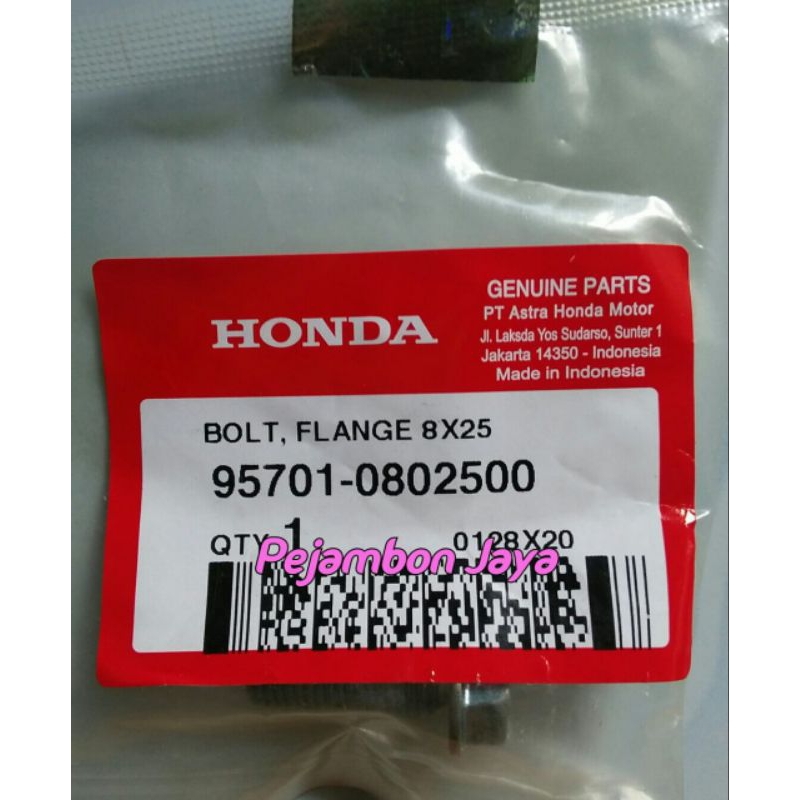 HONDA
GENUINE PARTS
PT Astra Honda Motor
Jl. Laksda Yos Sudarso, Sunter 1
Jakarta 14350 - Indonesia
Made in Indonesia
BOLT, FLANGE 8X25
95701-0802500
QTY 1 0128X20
Pejambon Jaya